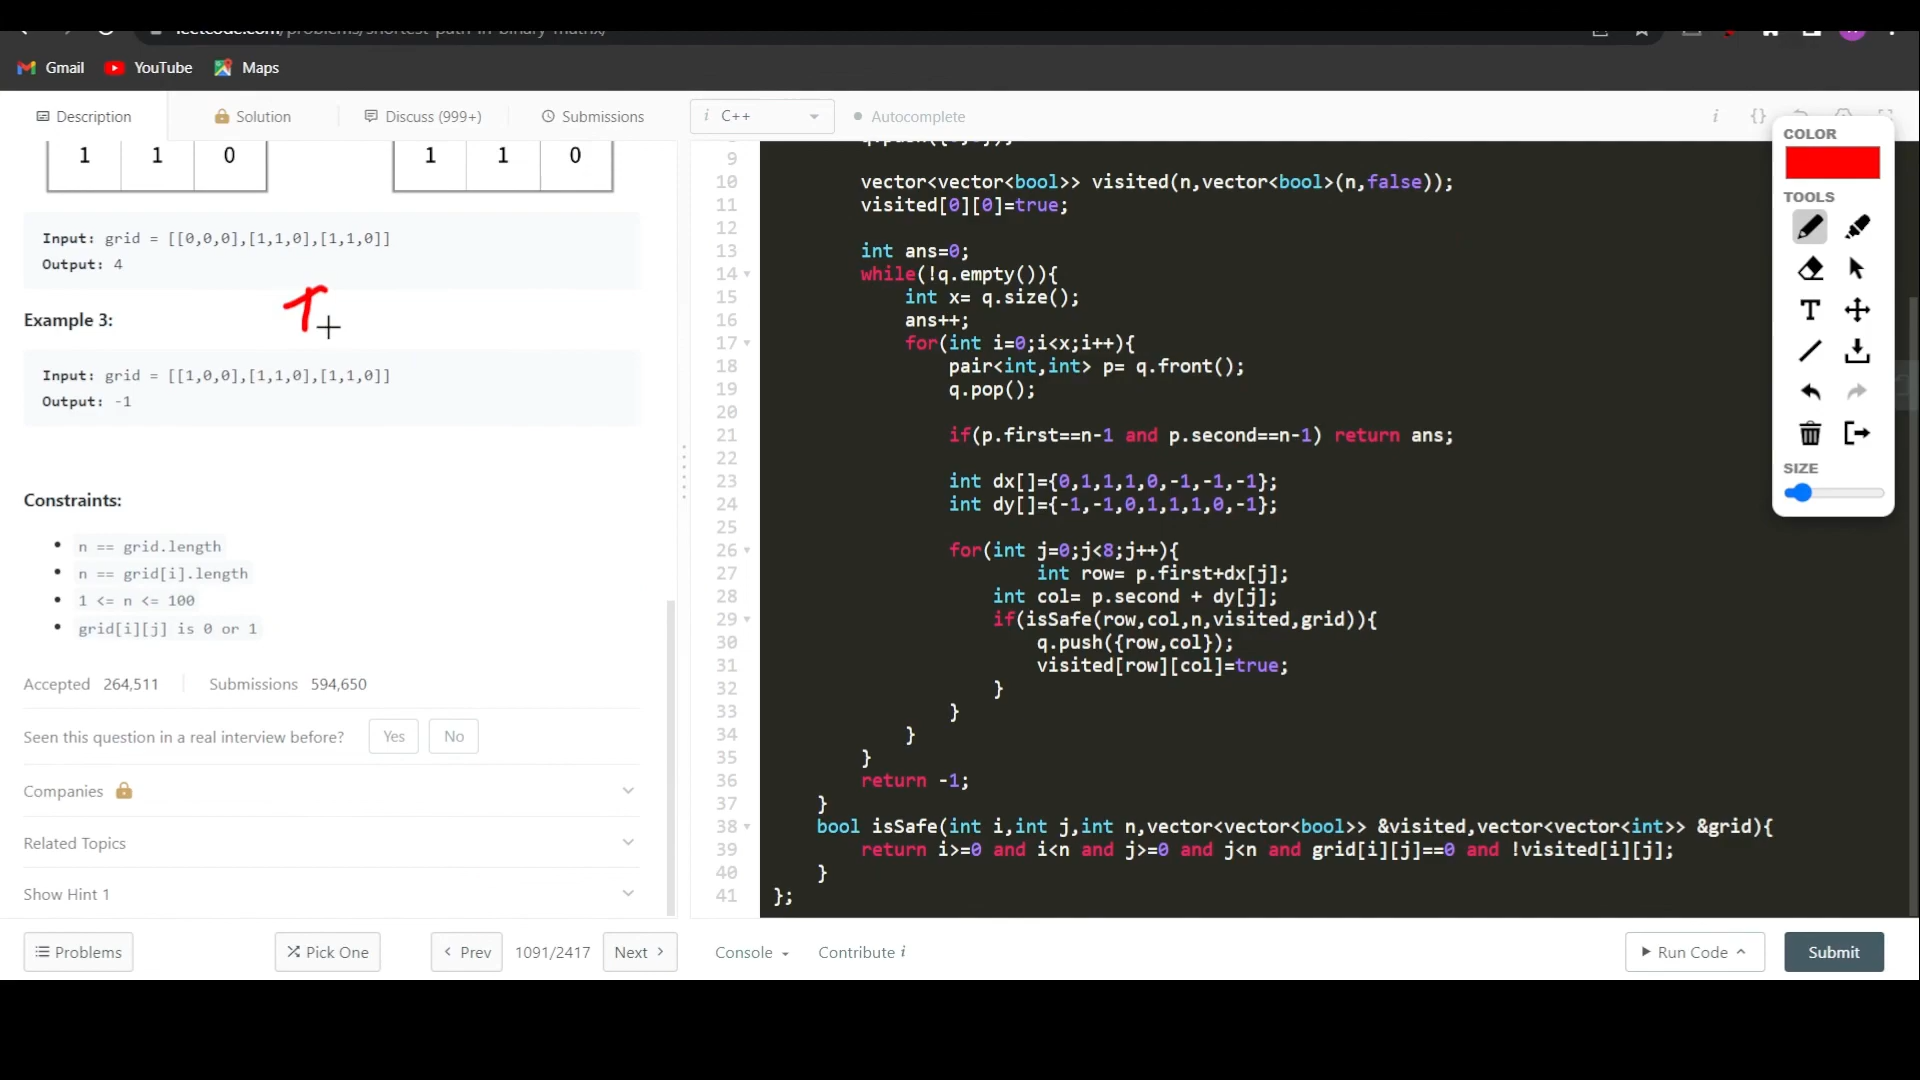 leetcode.com/problems/shortest-path-in-binary-matrix/
Gmail YouTube Maps
Description Solution Discuss (999+) Submissions
i C++ Autocomplete i {}
1 1 0 1 1 0
Input: grid = [[0,0,0],[1,1,0],[1,1,0]]
Output: 4
T
Example 3:
Input: grid = [[1,0,0],[1,1,0],[1,1,0]]
Output: -1
Constraints:
n == grid.length
n == grid[i].length
1 <= n <= 100
grid[i][j] is 0 or 1
Accepted 264,511 Submissions 594,650
Seen this question in a real interview before? Yes No
Companies
Related Topics
Show Hint 1
Problems Pick One Prev 1091/2417 Next
9
10 vector<vector<bool>> visited(n,vector<bool>(n,false));
11 visited[0][0]=true;
12
13 int ans=0;
14 while(!q.empty()){
15 int x= q.size();
16 ans++;
17 for(int i=0;i<x;i++){
18 pair<int,int> p= q.front();
19 q.pop();
20
21 if(p.first==n-1 and p.second==n-1) return ans;
22
23 int dx[]={0,1,1,1,0,-1,-1,-1};
24 int dy[]={-1,-1,0,1,1,1,0,-1};
25
26 for(int j=0;j<8;j++){
27 int row= p.first+dx[j];
28 int col= p.second + dy[j];
29 if(isSafe(row,col,n,visited,grid)){
30 q.push({row,col});
31 visited[row][col]=true;
32 }
33 }
34 }
35 }
36 return -1;
37 }
38 bool isSafe(int i,int j,int n,vector<vector<bool>> &visited,vector<vector<int>> &grid){
39 return i>=0 and i<n and j>=0 and j<n and grid[i][j]==0 and !visited[i][j];
40 }
41 };
Console Contribute i Run Code Submit
COLOR
TOOLS
T
SIZE